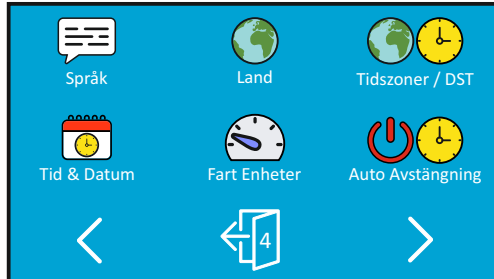 Språk
Land
Tidszoner / DST
Tid & Datum
Fart Enheter
Auto Avstängning
4